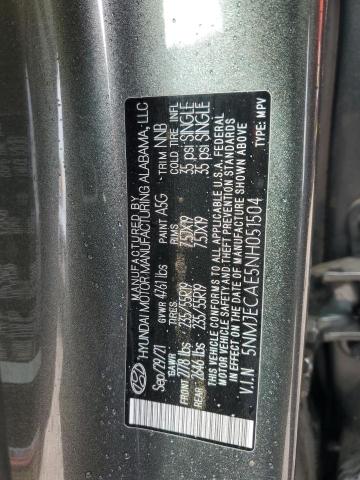 MANUFACTURED BY
HYUNDAI MOTOR MANUFACTURING ALABAMA, LLC
Sep/29/21 GVWR 4761 lbs PAINT A5G TRIM NNB
GAWR TIRES RIMS COLD TIRE INFL
FRONT 2778 lbs 235/55R19 7.5JX19 35 psi SINGLE
REAR 2646 lbs 235/55R19 7.5JX19 35 psi SINGLE
THIS VEHICLE CONFORMS TO ALL APPLICABLE U.S.A. FEDERAL
MOTOR VEHICLE SAFETY AND THEFT PREVENTION STANDARDS
IN EFFECT ON THE DATE OF MANUFACTURE SHOWN ABOVE.
V.I.N 5NMJECAE5NH051504 TYPE: MPV